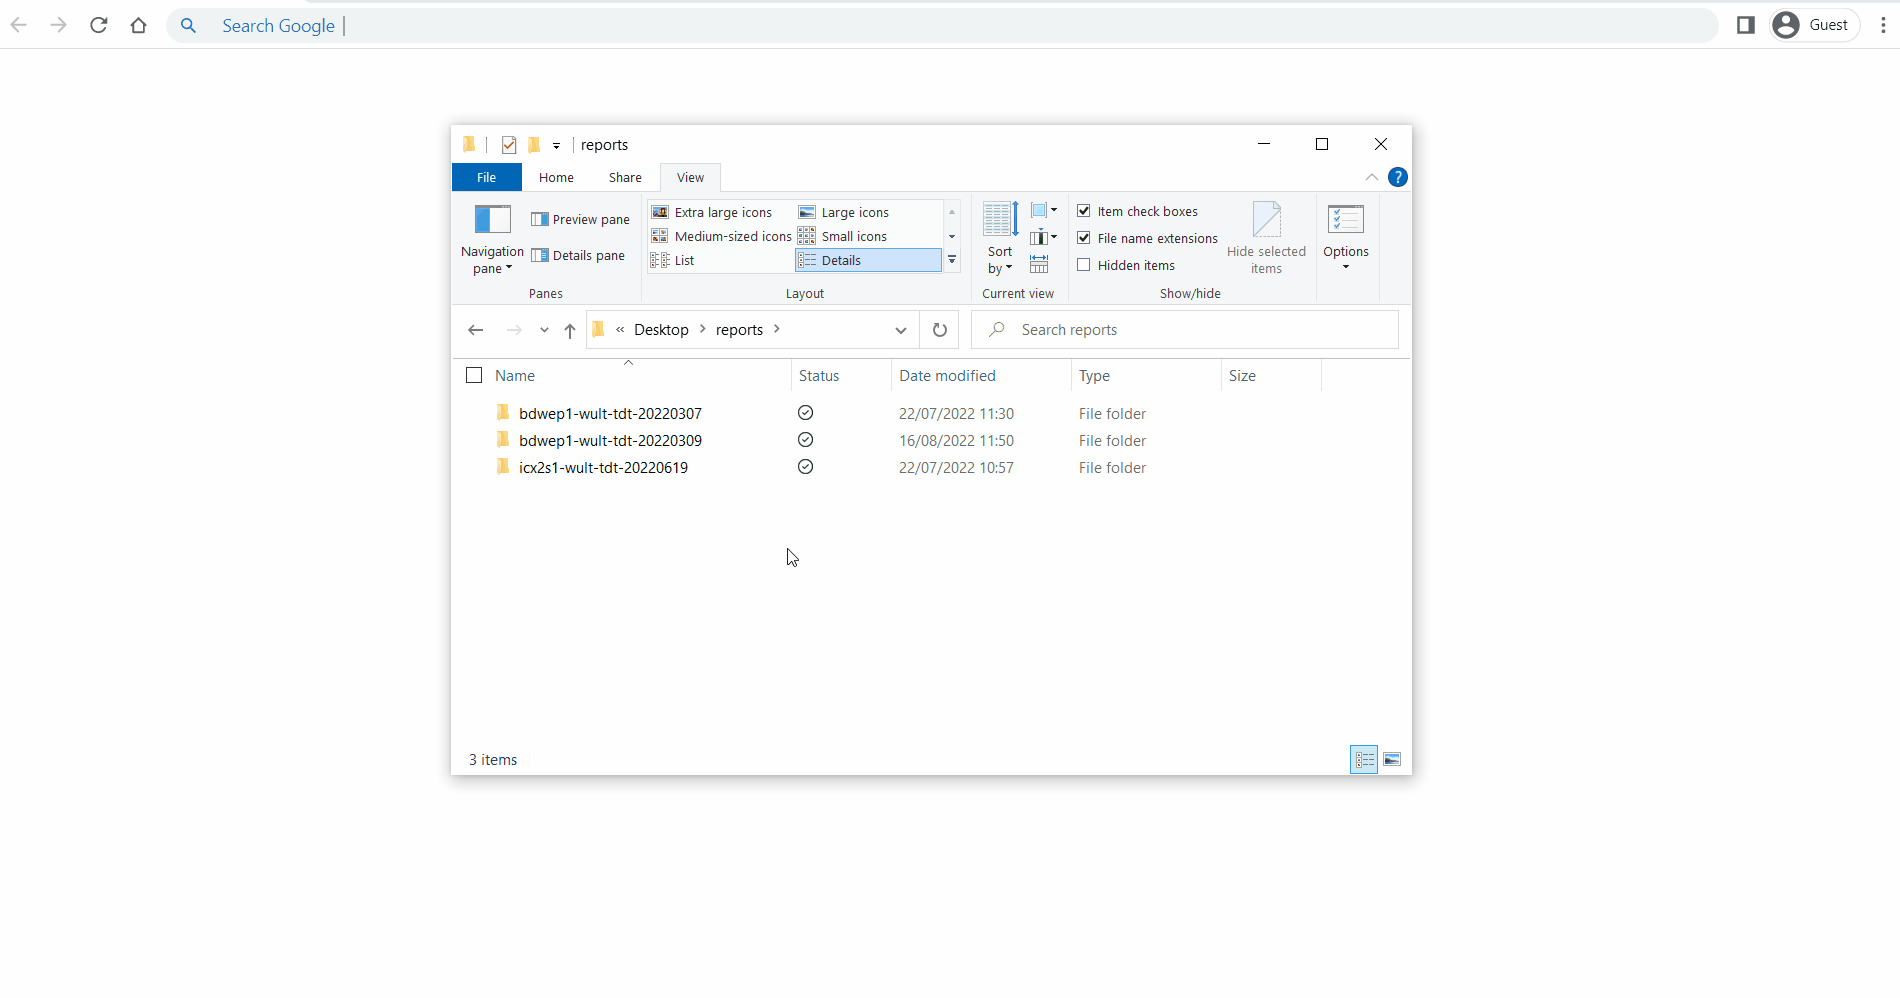 Search Google
Guest
reports
File Home Share View
?
Navigation pane
Preview pane
Details pane
Panes
Extra large icons Large icons
Medium-sized icons Small icons
List Details
Layout
Sort by
Current view
Item check boxes
File name extensions
Hidden items
Hide selected items
Show/hide
Options
« Desktop > reports >
Search reports
Name Status Date modified Type Size
bdwep1-wult-tdt-20220307 22/07/2022 11:30 File folder
bdwep1-wult-tdt-20220309 16/08/2022 11:50 File folder
icx2s1-wult-tdt-20220619 22/07/2022 10:57 File folder
3 items